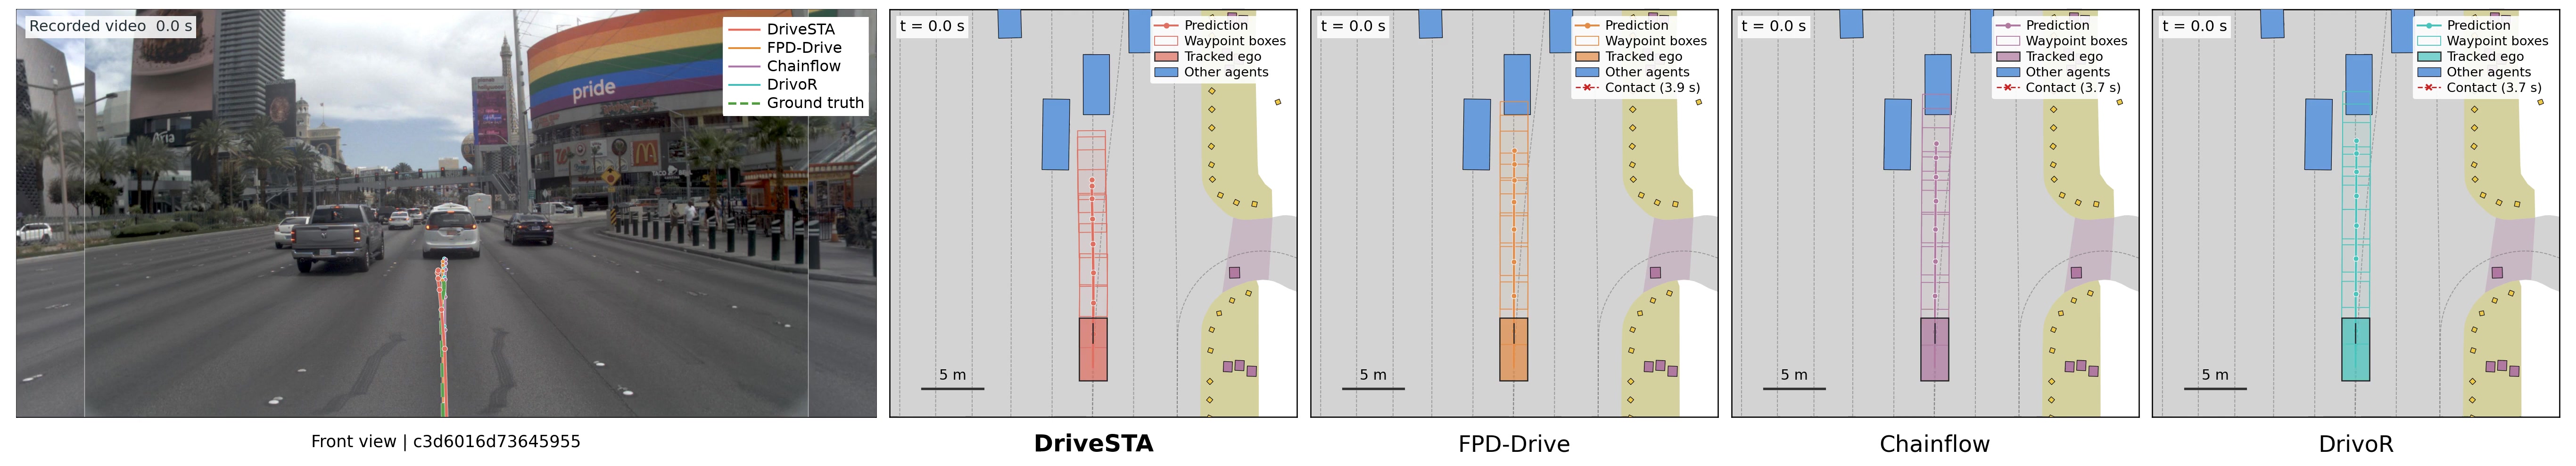 Recorded video 0.0 s
DriveSTA
FPD-Drive
Chainflow
DrivoR
Ground truth
pride
Aria
Front view | c3d6016d73645955
t = 0.0 s
Prediction
Waypoint boxes
Tracked ego
Other agents
5 m
DriveSTA
t = 0.0 s
Prediction
Waypoint boxes
Tracked ego
Other agents
Contact (3.9 s)
5 m
FPD-Drive
t = 0.0 s
Prediction
Waypoint boxes
Tracked ego
Other agents
Contact (3.7 s)
5 m
Chainflow
t = 0.0 s
Prediction
Waypoint boxes
Tracked ego
Other agents
Contact (3.7 s)
5 m
DrivoR